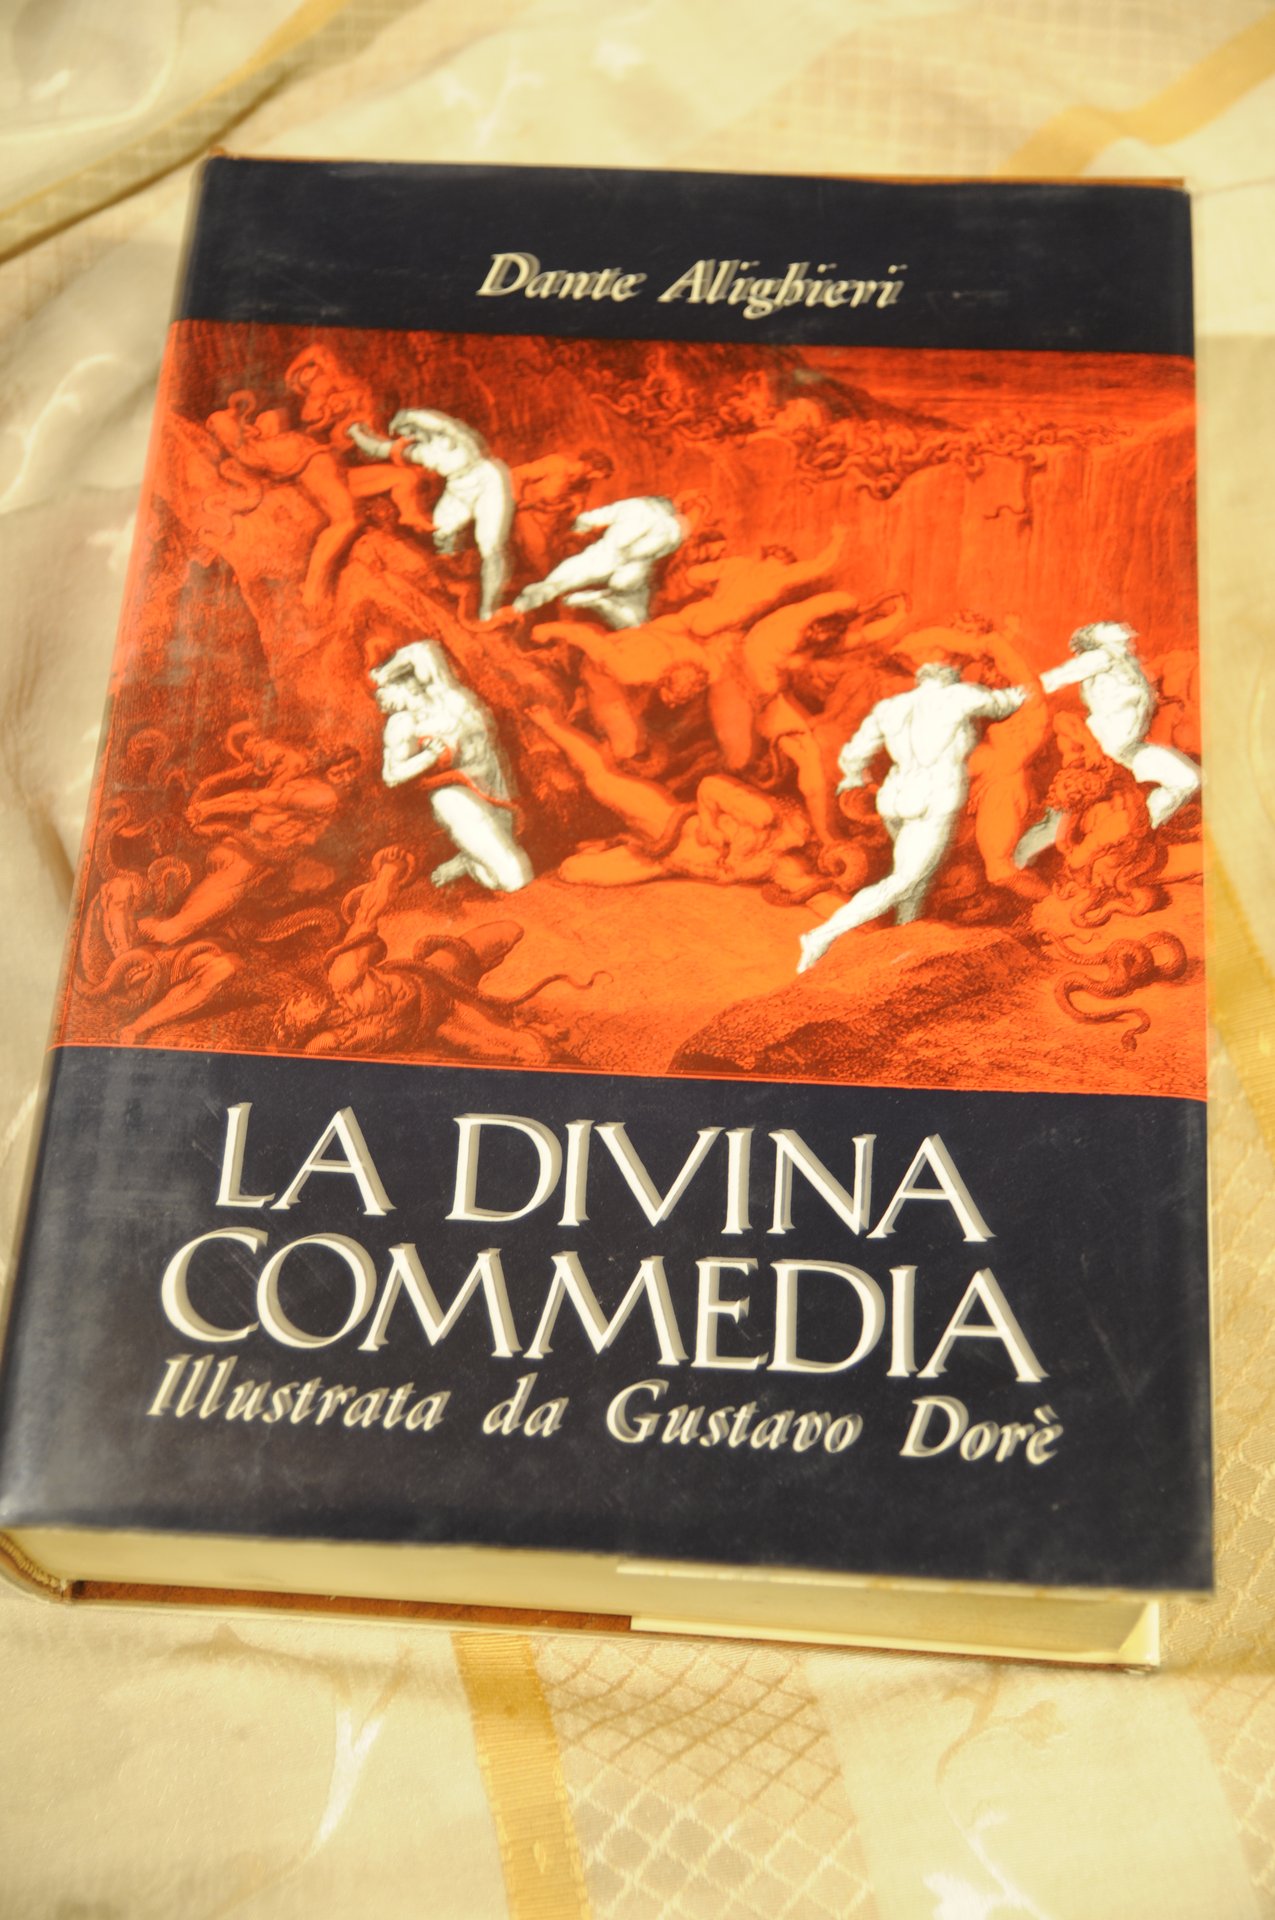 Dante Alighieri
LA DIVINA
COMMEDIA
Illustrata da Gustavo Dorè